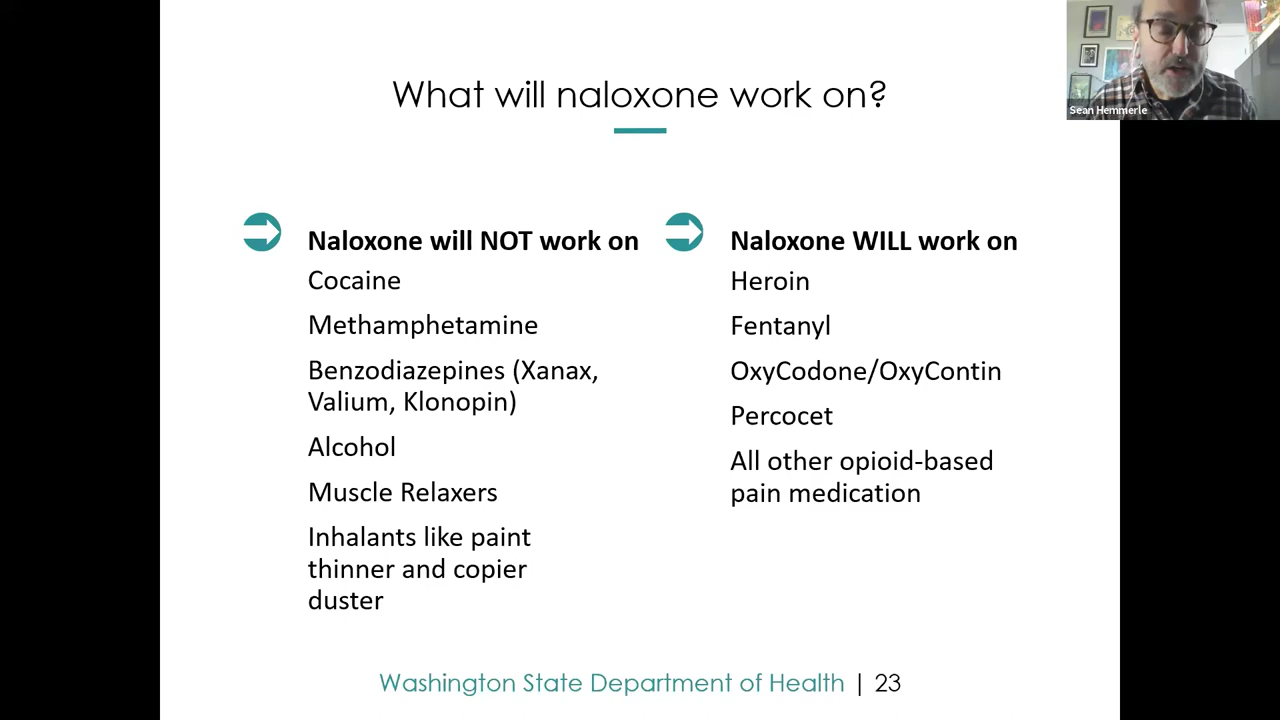 What will naloxone work on?
Sean Hemmerle
Naloxone will NOT work on
Cocaine
Methamphetamine
Benzodiazepines (Xanax,
Valium, Klonopin)
Alcohol
Muscle Relaxers
Inhalants like paint
thinner and copier
duster
Naloxone WILL work on
Heroin
Fentanyl
OxyCodone/OxyContin
Percocet
All other opioid-based
pain medication
Washington State Department of Health | 23